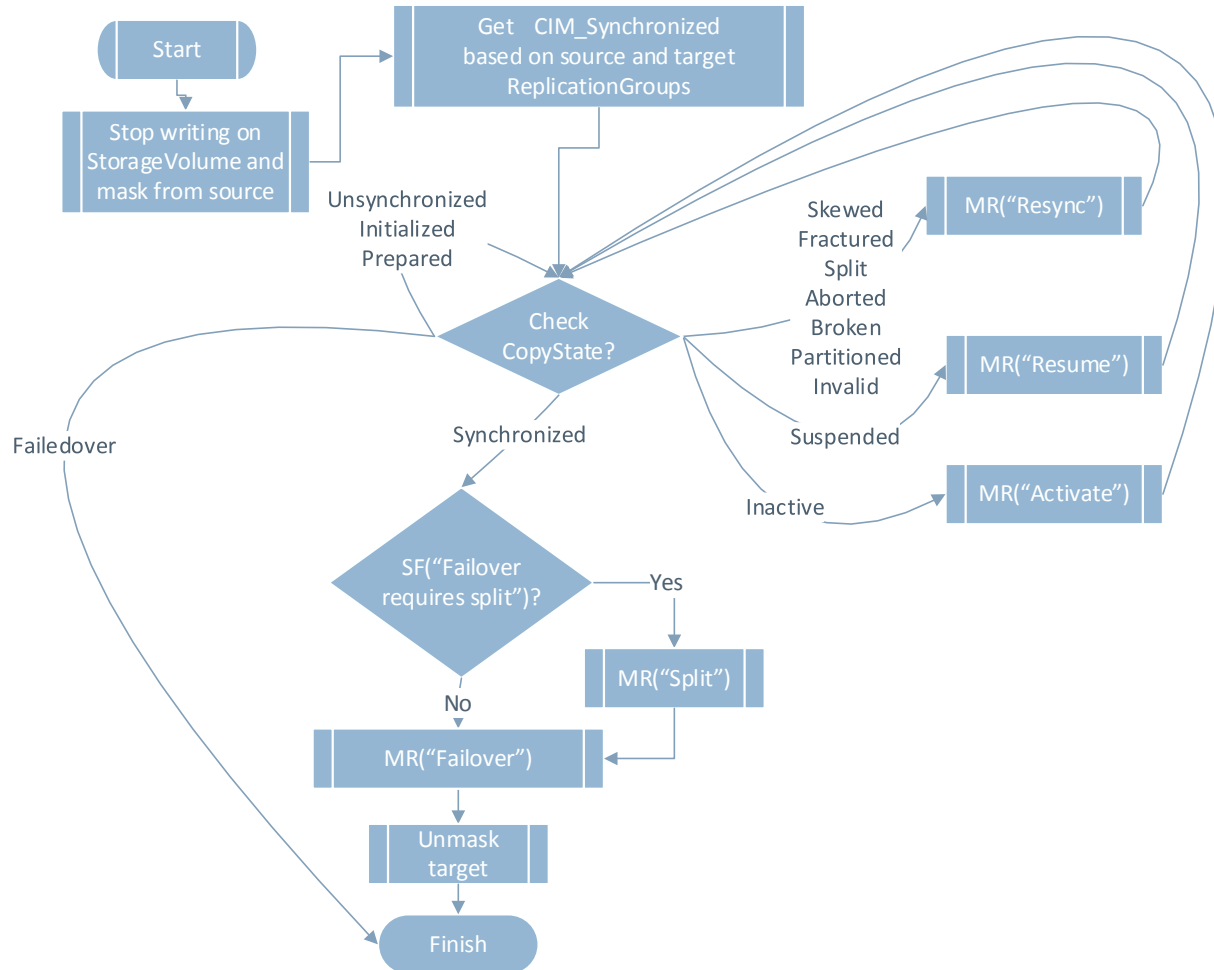 Start
Get CIM_Synchronized
based on source and target
ReplicationGroups
Stop writing on
StorageVolume and
mask from source
Unsynchronized
Initialized
Prepared
Skewed
Fractured
Split
Aborted
Broken
Partitioned
Invalid
MR(“Resync”)
Check
CopyState?
MR(“Resume”)
Synchronized
Suspended
Failedover
MR(“Activate”)
Inactive
SF(“Failover
requires split”)?
Yes
MR(“Split”)
No
MR(“Failover”)
Unmask
target
Finish